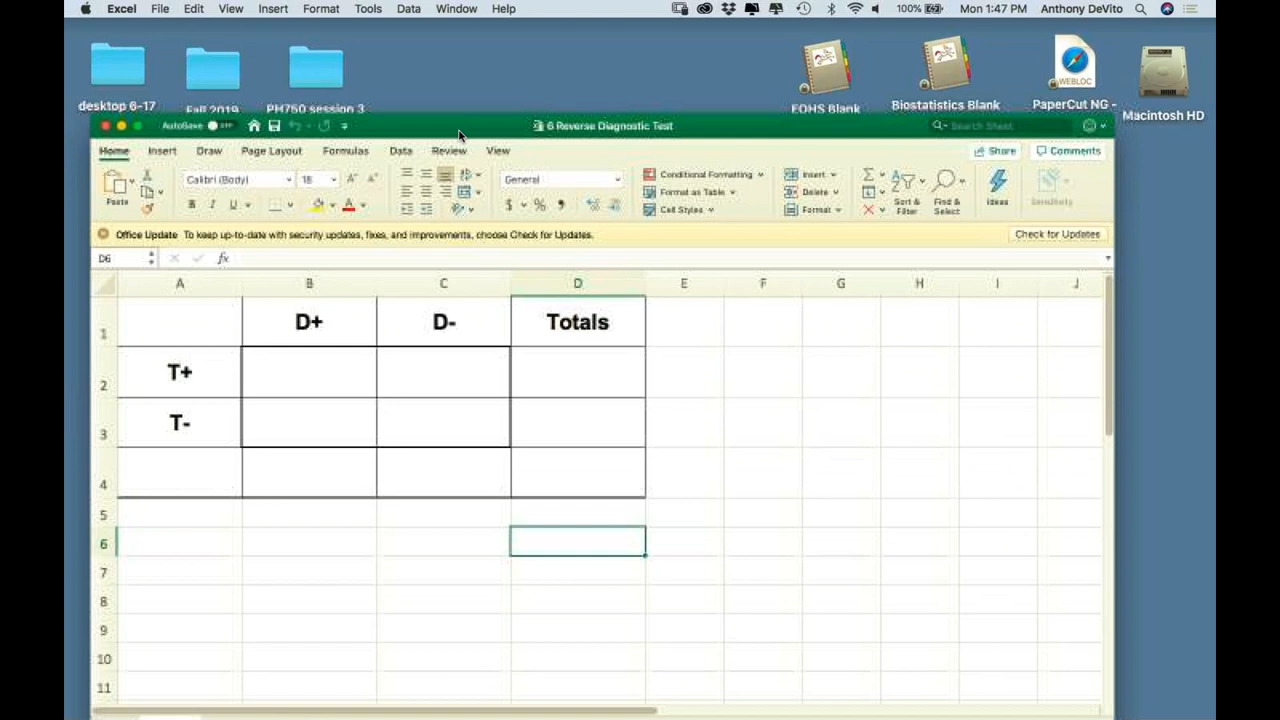 Excel File Edit View Insert Format Tools Data Window Help 100% Mon 1:47 PM Anthony DeVito
desktop 6-17 Fall 2019 PH750 session 3 EOHS Blank Biostatistics Blank PaperCut NG - Macintosh HD
WEBLOC
AutoSave OFF 6 Reverse Diagnostic Test Search Sheet
Home Insert Draw Page Layout Formulas Data Review View Share Comments
Paste Calibri (Body) 18 A A General Conditional Formatting Insert Sort & Filter Find & Select Ideas Sensitivity
B I U A $ % Format as Table Delete
Cell Styles Format
Office Update To keep up-to-date with security updates, fixes, and improvements, choose Check for Updates. Check for Updates
D6 fx
A B C D E F G H I J
1 D+ D- Totals
2 T+
3 T-
4
5
6
7
8
9
10
11